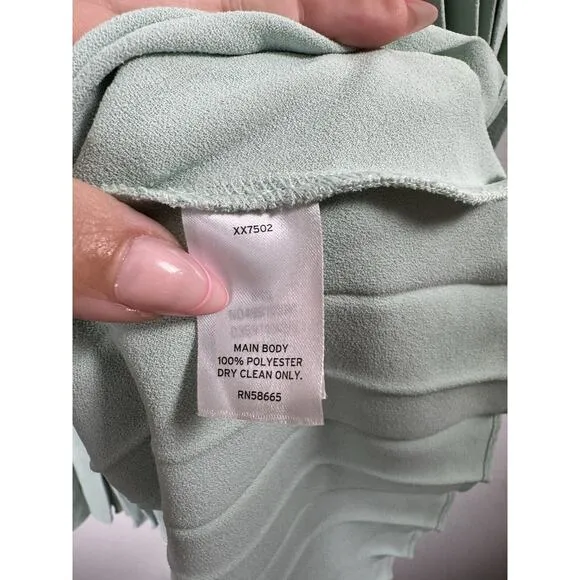 XX7502
MAIN BODY
100% POLYESTER
DRY CLEAN ONLY.
RN58665